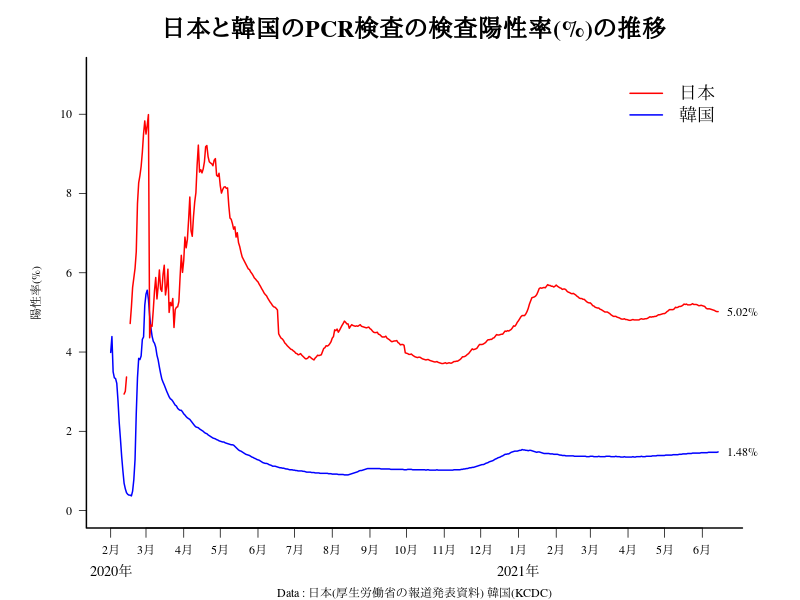 日本と韓国のPCR検査の検査陽性率(%)の推移
日本
韓国
陽性率(%)
10
8
6
4
2
0
5.02%
1.48%
2月 3月 4月 5月 6月 7月 8月 9月 10月 11月 12月 1月 2月 3月 4月 5月 6月
2020年 2021年
Data : 日本(厚生労働省の報道発表資料) 韓国(KCDC)